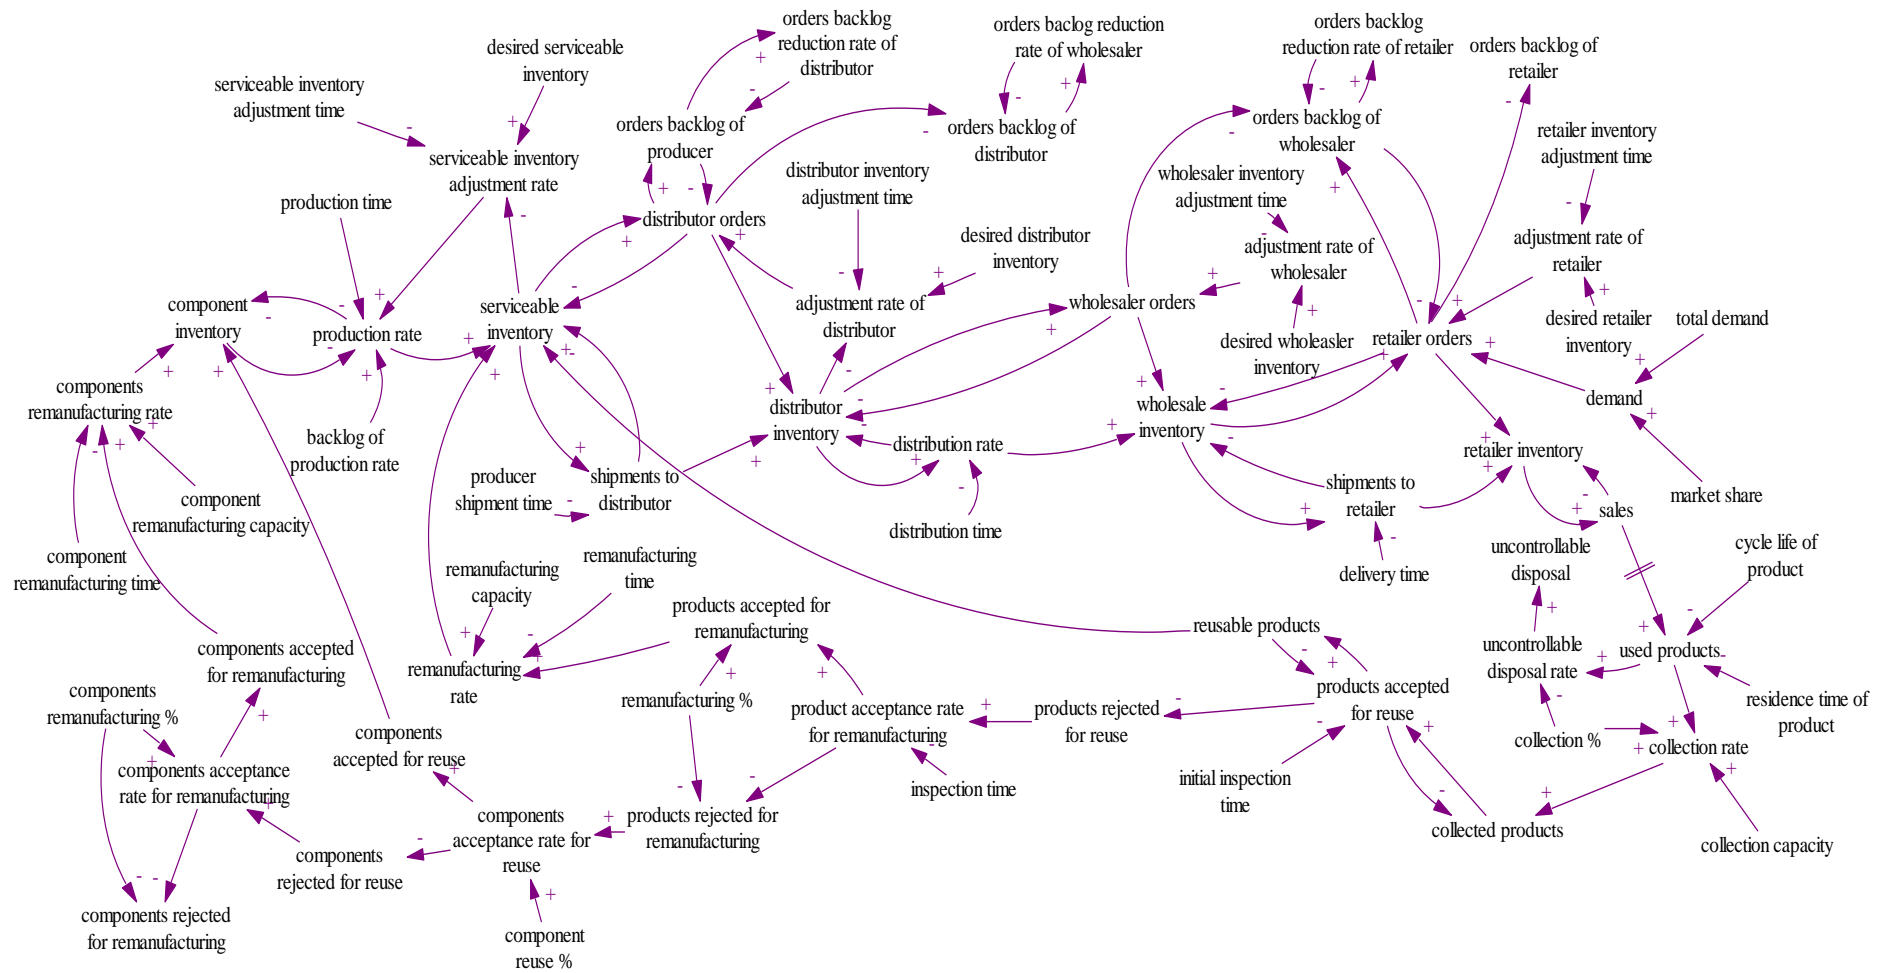 orders backlog
reduction rate of
distributor
orders baclog reduction
rate of wholesaler
orders backlog
reduction rate of retailer
orders backlog of
retailer
desired serviceable
inventory
serviceable inventory
adjustment time
orders backlog of
producer
orders backlog of
distributor
orders backlog of
wholesaler
retailer inventory
adjustment time
serviceable inventory
adjustment rate
distributor inventory
adjustment time
wholesaler inventory
adjustment time
production time
distributor orders
desired distributor
inventory
adjustment rate of
wholesaler
adjustment rate of
retailer
component
inventory
production rate
serviceable
inventory
adjustment rate of
distributor
wholesaler orders
desired wholeasler
inventory
retailer orders
desired retailer
inventory
total demand
components
remanufacturing rate
backlog of
production rate
distributor
inventory
distribution rate
wholesale
inventory
demand
retailer inventory
market share
component
remanufacturing capacity
producer
shipment time
shipments to
distributor
distribution time
shipments to
retailer
sales
component
remanufacturing time
remanufacturing
capacity
remanufacturing
time
delivery time
uncontrollable
disposal
cycle life of
product
products accepted for
remanufacturing
reusable products
components accepted
for remanufacturing
remanufacturing
rate
uncontrollable
disposal rate
used products
components
remanufacturing %
remanufacturing %
product acceptance rate
for remanufacturing
products rejected
for reuse
products accepted
for reuse
residence time of
product
components
accepted for reuse
collection %
collection rate
components acceptance
rate for remanufacturing
inspection time
initial inspection
time
components
acceptance rate for
reuse
products rejected for
remanufacturing
collected products
collection capacity
components
rejected for reuse
components rejected
for remanufacturing
component
reuse %